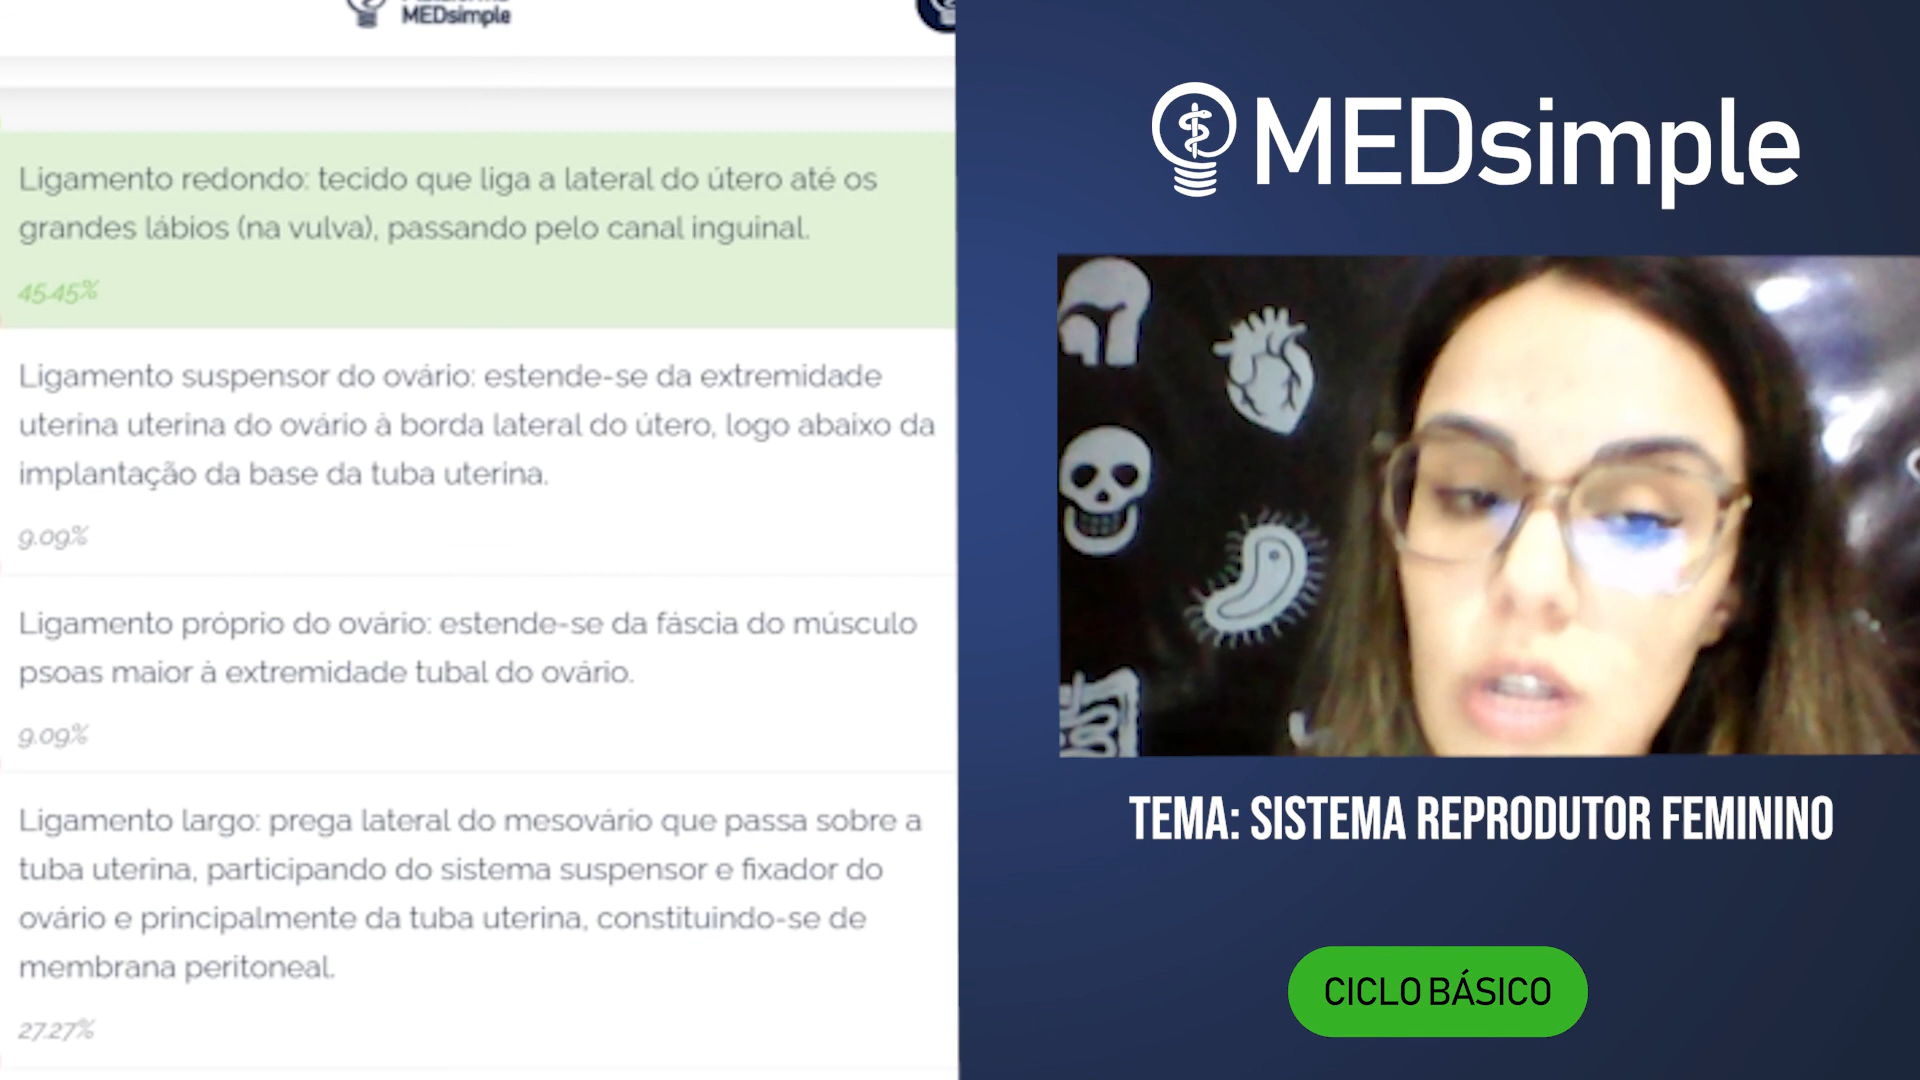 MEDsimple
Ligamento redondo: tecido que liga a lateral do útero até os
grandes lábios (na vulva), passando pelo canal inguinal.
45.45%
Ligamento suspensor do ovário: estende-se da extremidade
uterina uterina do ovário à borda lateral do útero, logo abaixo da
implantação da base da tuba uterina.
9.09%
Ligamento próprio do ovário: estende-se da fáscia do músculo
psoas maior à extremidade tubal do ovário.
9.09%
Ligamento largo: prega lateral do mesovário que passa sobre a
tuba uterina, participando do sistema suspensor e fixador do
ovário e principalmente da tuba uterina, constituindo-se de
membrana peritoneal.
27.27%
MEDsimple
TEMA: SISTEMA REPRODUTOR FEMININO
CICLO BÁSICO